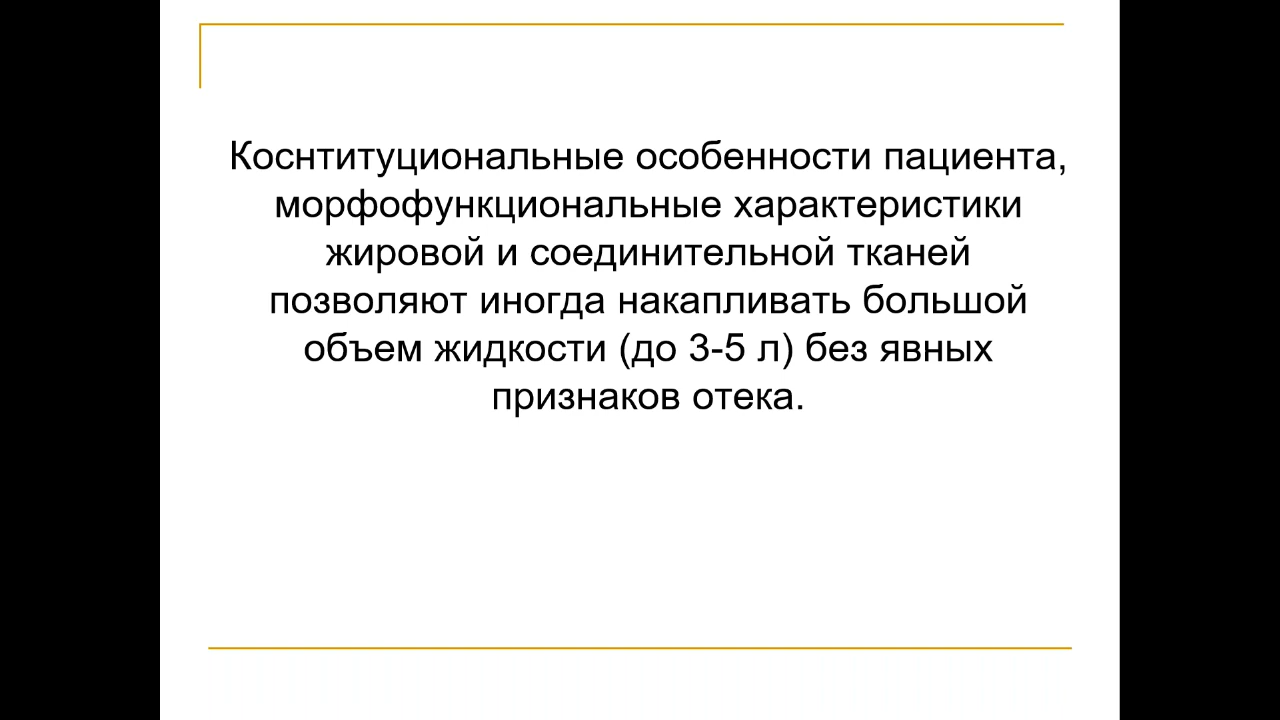 Коснтитуциональные особенности пациента,
морфофункциональные характеристики
жировой и соединительной тканей
позволяют иногда накапливать большой
объем жидкости (до 3-5 л) без явных
признаков отека.